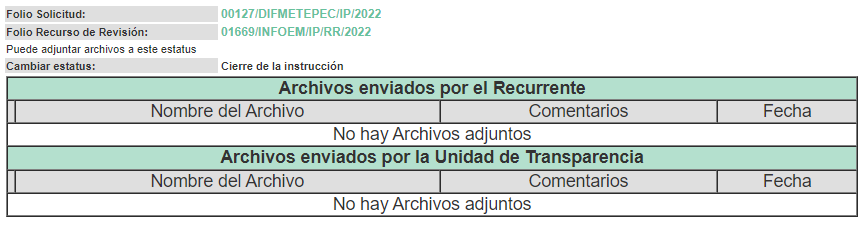 Folio Solicitud: 00127/DIFMETEPEC/IP/2022
Folio Recurso de Revisión: 01669/INFOEM/IP/RR/2022
Puede adjuntar archivos a este estatus
Cambiar estatus: Cierre de la instrucción
Archivos enviados por el Recurrente
Nombre del Archivo Comentarios Fecha
No hay Archivos adjuntos
Archivos enviados por la Unidad de Transparencia
Nombre del Archivo Comentarios Fecha
No hay Archivos adjuntos